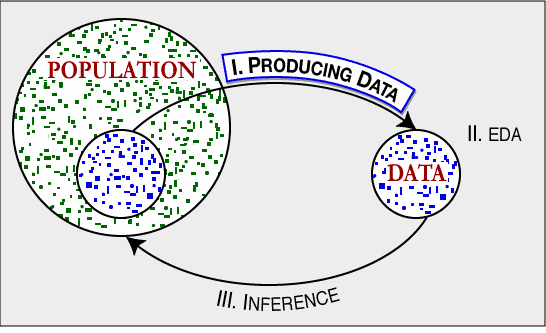 POPULATION
I. PRODUCING DATA
II. EDA
DATA
III. INFERENCE